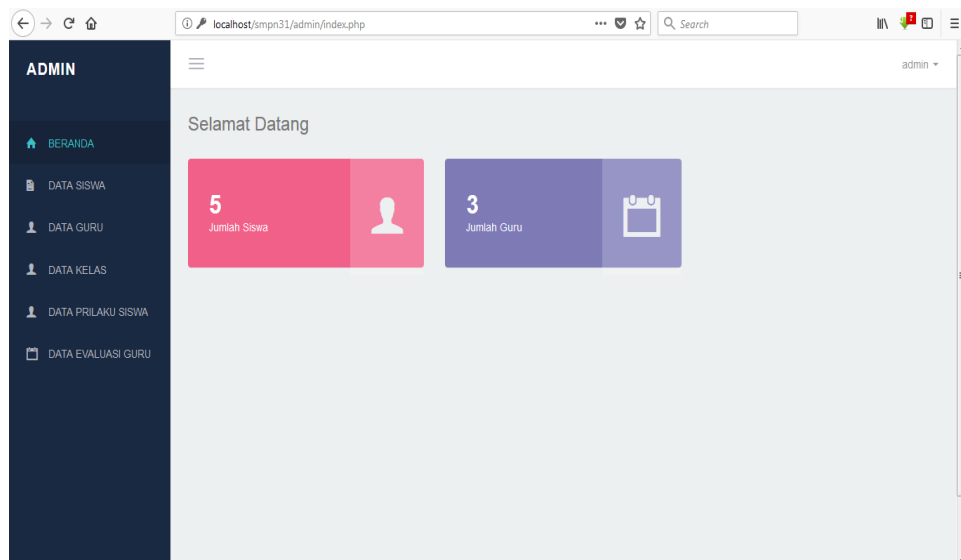 localhost/smpn31/admin/index.php
Search
ADMIN
admin
BERANDA
DATA SISWA
DATA GURU
DATA KELAS
DATA PRILAKU SISWA
DATA EVALUASI GURU
Selamat Datang
5
Jumlah Siswa
3
Jumlah Guru